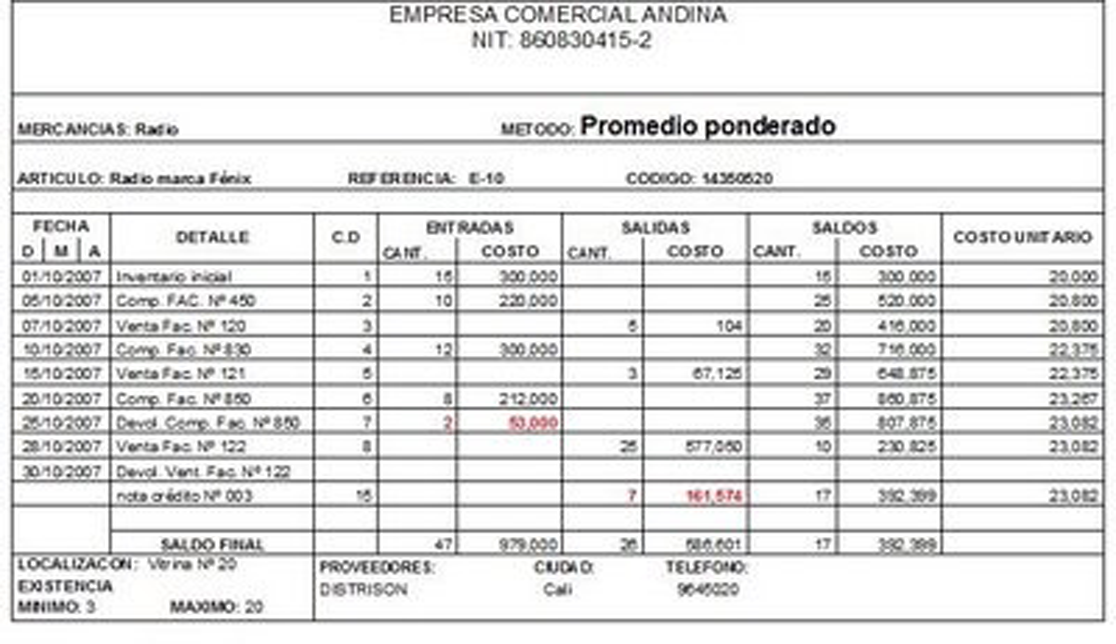 EMPRESA COMERCIAL ANDINA
NIT: 860830415-2
MERCANCIAS: Radio METODO: Promedio ponderado
ARTICULO: Radio marca Fénix REFERENCIA: E-10 CODIGO: 14350520
FECHA DETALLE C.D ENTRADAS SALIDAS SALDOS COSTO UNITARIO
D M A CANT. COSTO CANT. COSTO CANT. COSTO
01/10/2007 Inventario inicial 1 15 300,000 15 300,000 20,000
05/10/2007 Comp. FAC. Nº 450 2 10 220,000 25 520,000 20,800
07/10/2007 Venta Fac. Nº 120 3 5 104 20 416,000 20,800
10/10/2007 Comp. Fac. Nº 830 4 12 300,000 32 716,000 22,375
15/10/2007 Venta Fac. Nº 121 5 3 67,125 29 648,875 22,375
20/10/2007 Comp. Fac. Nº 850 6 8 212,000 37 860,875 23,267
25/10/2007 Devol. Comp. Fac. Nº 850 7 2 53,000 35 807,875 23,082
28/10/2007 Venta Fac. Nº 122 8 25 577,050 10 230,825 23,082
30/10/2007 Devol. Vent. Fac. Nº 122
nota crédito Nº 003 15 7 161,574 17 392,399 23,082
SALDO FINAL 47 979,000 26 586,601 17 392,399
LOCALIZACON: Vitrina Nº 20 PROVEEDORES: CIUDAD: TELEFONO:
EXISTENCIA DISTRISON Cali 9645020
MINIMO: 3 MAXIMO: 20